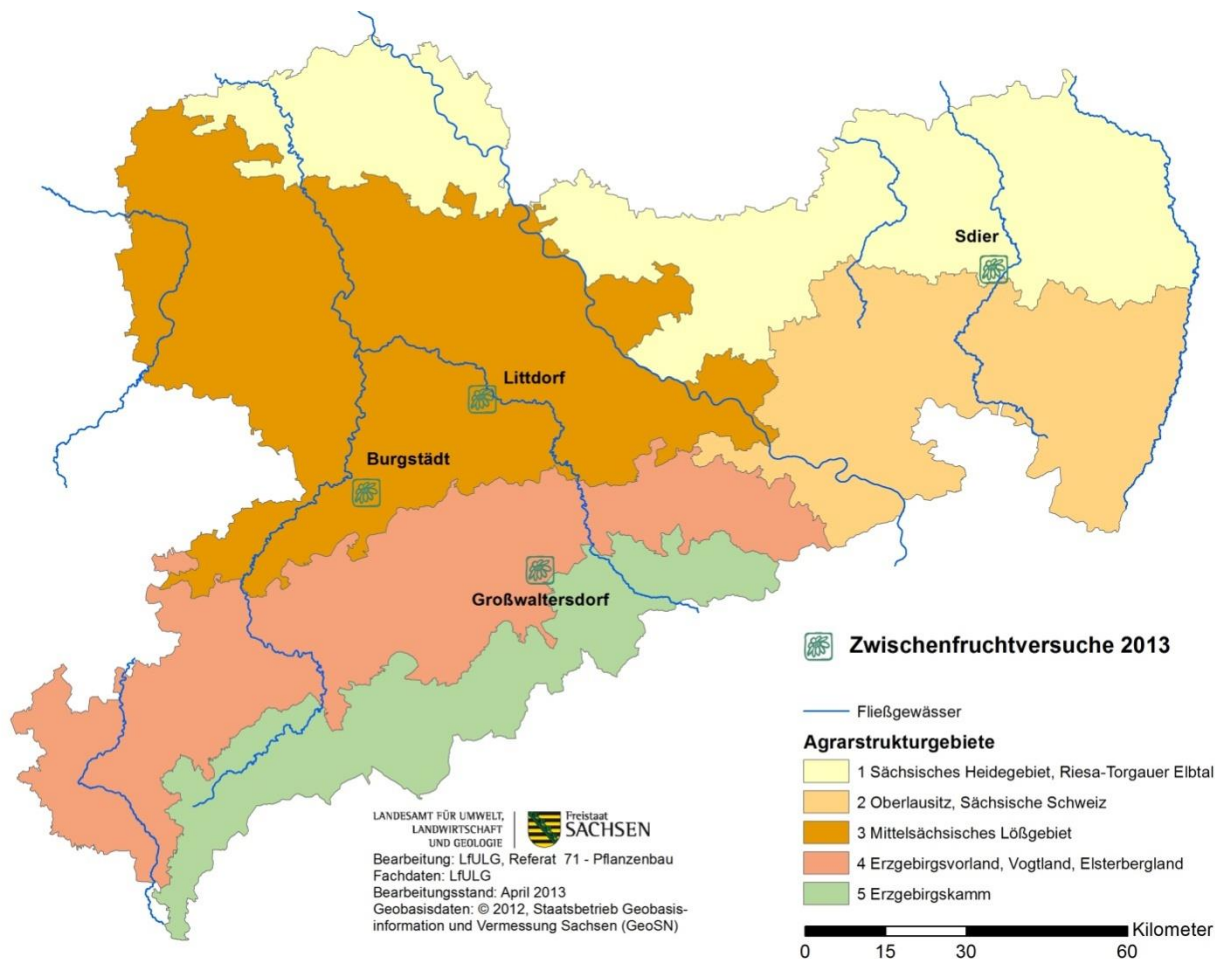 Sdier
Littdorf
Burgstädt
Großwaltersdorf
Zwischenfruchtversuche 2013
Fließgewässer
Agrarstrukturgebiete
1 Sächsisches Heidegebiet, Riesa-Torgauer Elbtal
2 Oberlausitz, Sächsische Schweiz
3 Mittelsächsisches Lößgebiet
4 Erzgebirgsvorland, Vogtland, Elsterbergland
5 Erzgebirgskamm
Kilometer
0 15 30 60
LANDESAMT FÜR UMWELT,
LANDWIRTSCHAFT
UND GEOLOGIE
Freistaat
SACHSEN
Bearbeitung: LfULG, Referat 71 - Pflanzenbau
Fachdaten: LfULG
Bearbeitungsstand: April 2013
Geobasisdaten: © 2012, Staatsbetrieb Geobasis-
information und Vermessung Sachsen (GeoSN)